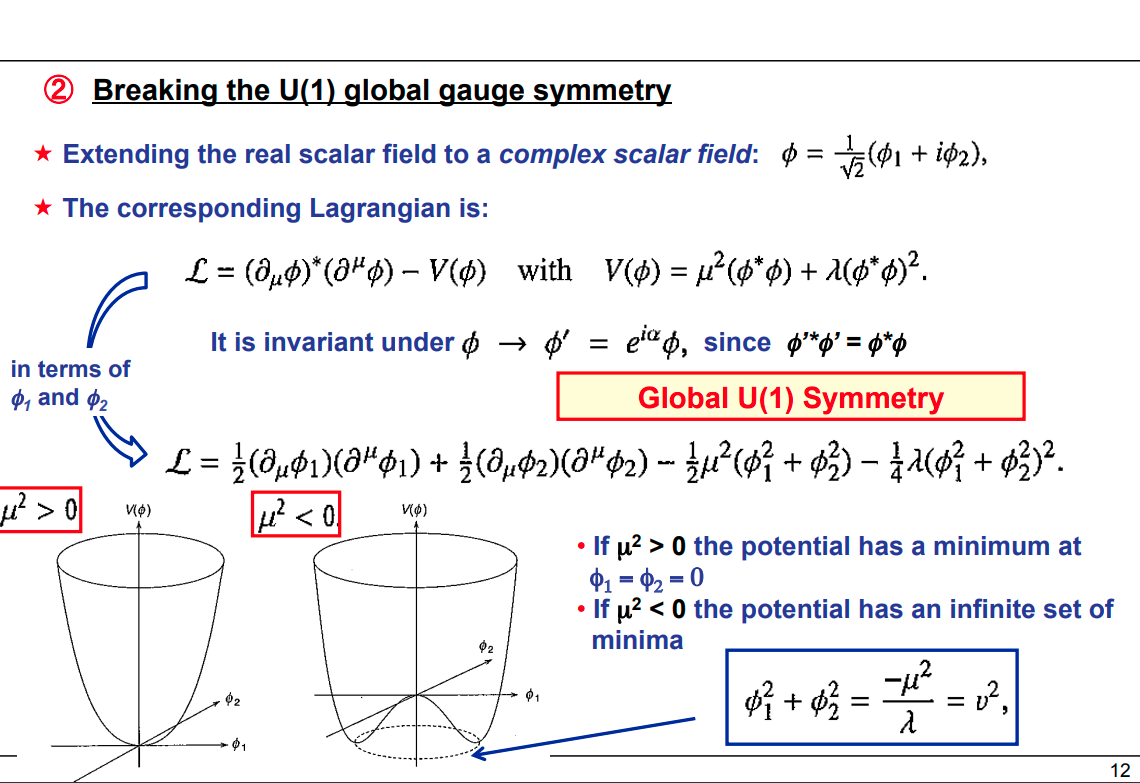 ② Breaking the U(1) global gauge symmetry
★ Extending the real scalar field to a complex scalar field: ϕ = 1/√2 (ϕ₁ + iϕ₂),
★ The corresponding Lagrangian is:
ℒ = (∂_μϕ)*(∂^μϕ) − V(ϕ) with V(ϕ) = μ²(ϕ*ϕ) + λ(ϕ*ϕ)².
It is invariant under ϕ → ϕ′ = e^{iα}ϕ, since ϕ’*ϕ’ = ϕ*ϕ
in terms of
ϕ₁ and ϕ₂
Global U(1) Symmetry
ℒ = ½(∂_μϕ₁)(∂^μϕ₁) + ½(∂_μϕ₂)(∂^μϕ₂) − ½μ²(ϕ₁² + ϕ₂²) − ¼λ(ϕ₁² + ϕ₂²)².
μ² > 0
V(ϕ)
ϕ₂
ϕ₁
μ² < 0.
V(ϕ)
ϕ₂
ϕ₁
• If μ² > 0 the potential has a minimum at
ϕ₁ = ϕ₂ = 0
• If μ² < 0 the potential has an infinite set of
minima
ϕ₁² + ϕ₂² = −μ²/λ = υ²,
12